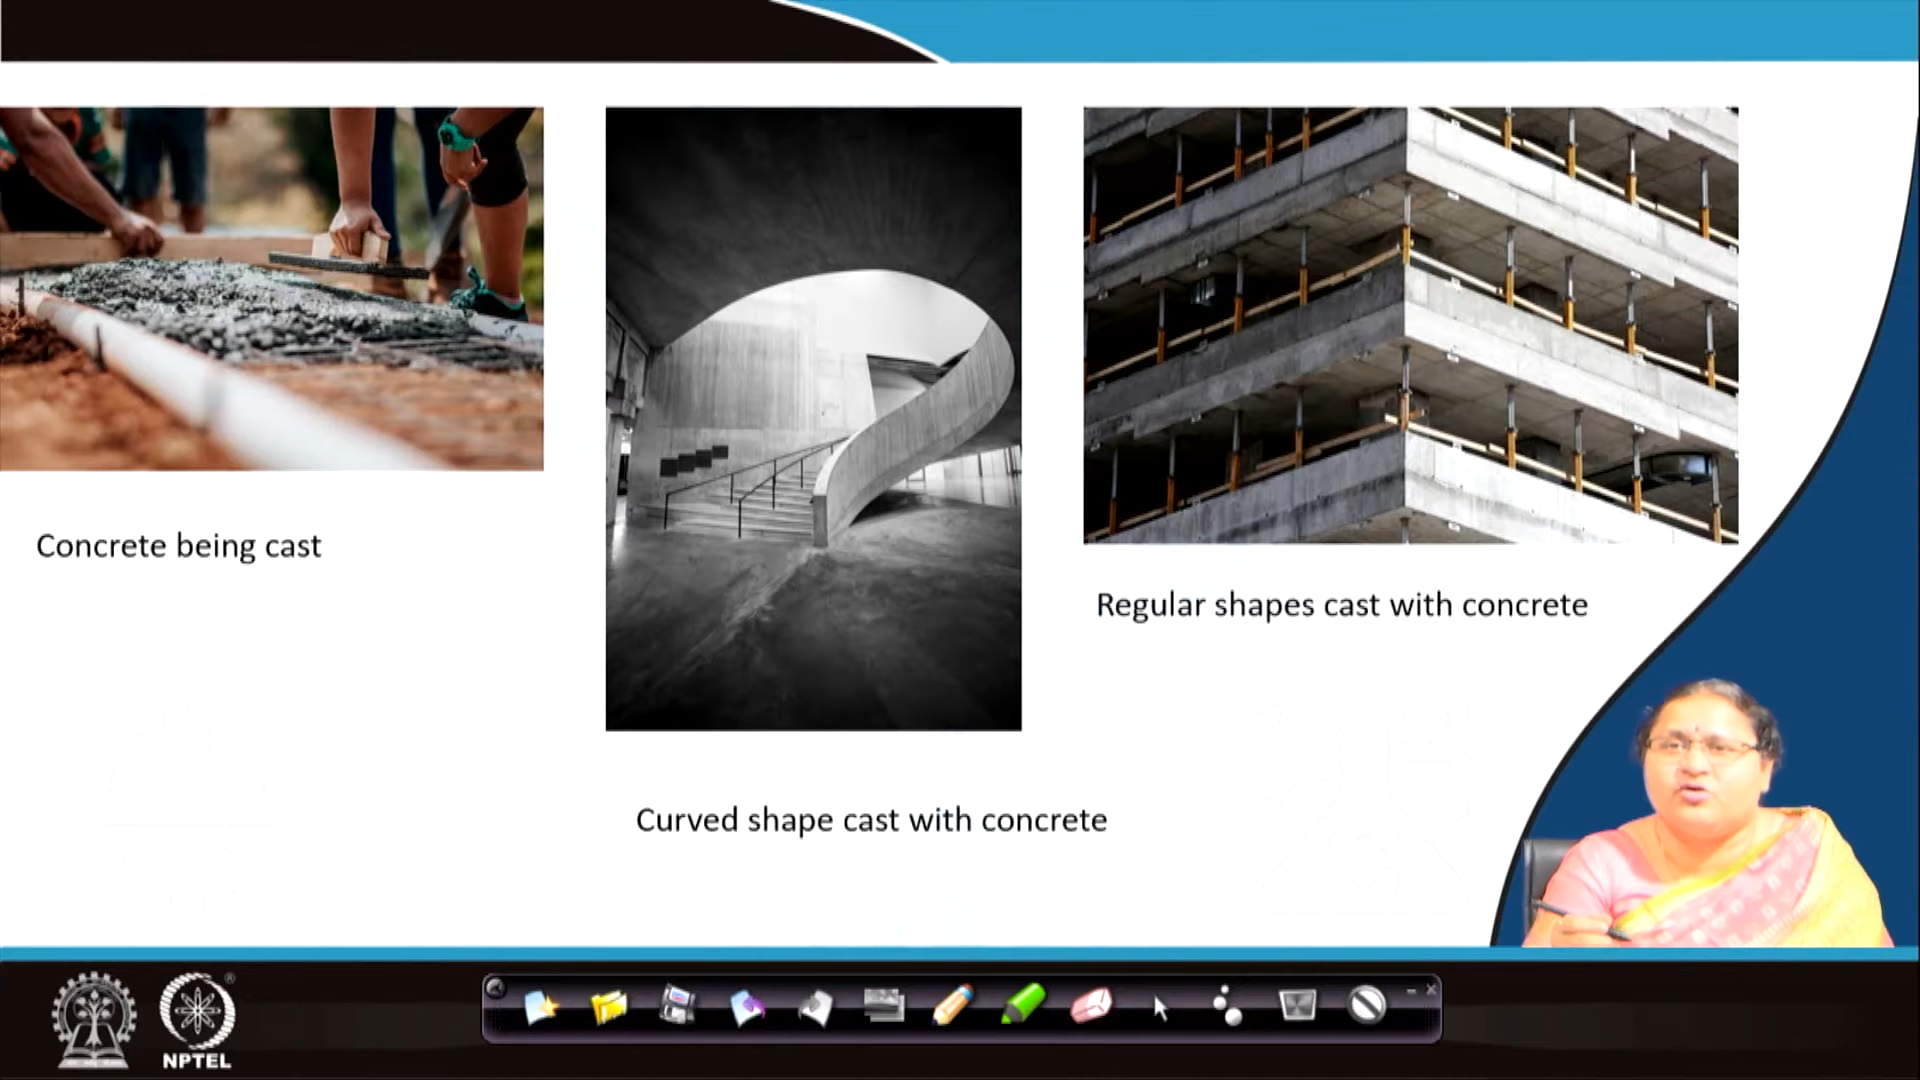 Concrete being cast
Curved shape cast with concrete
Regular shapes cast with concrete
NPTEL
®